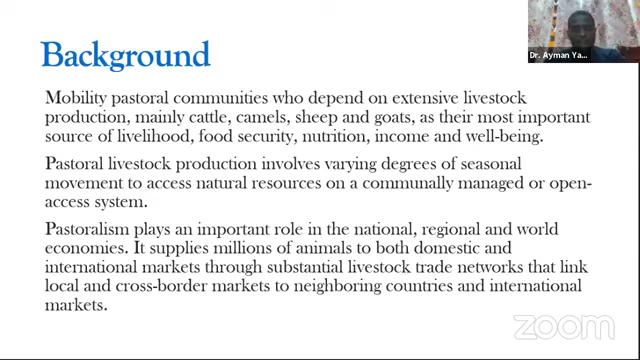 Background
Dr. Ayman Ya...
Mobility pastoral communities who depend on extensive livestock
production, mainly cattle, camels, sheep and goats, as their most important
source of livelihood, food security, nutrition, income and well-being.
Pastoral livestock production involves varying degrees of seasonal
movement to access natural resources on a communally managed or open-
access system.
Pastoralism plays an important role in the national, regional and world
economies. It supplies millions of animals to both domestic and
international markets through substantial livestock trade networks that link
local and cross-border markets to neighboring countries and international
markets.
zoom